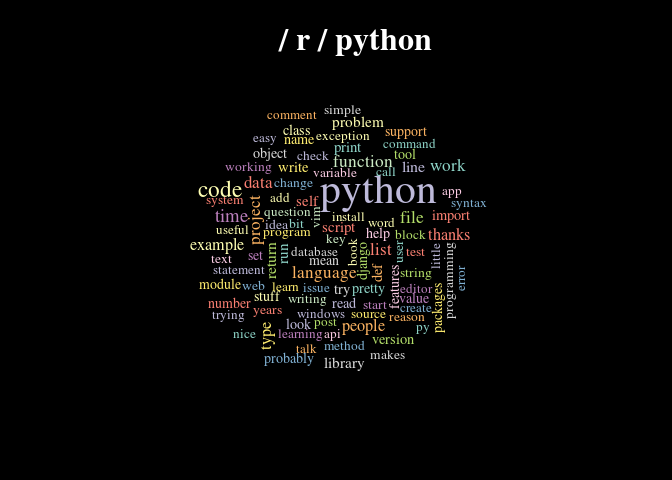 / r / python
simple
comment
problem
class
exception
support
easy
name
print
command
object
check
function
tool
working
write
variable
call
line
work
data
change
python
code
app
system
add
self
syntax
time
project
question
vim
install
word
file
import
useful
idea
bit
script
program
key
help
block
thanks
example
return
run
database
book
django
list
user
test
little
programming
text
set
mean
def
statement
language
features
string
error
module
web
learn
issue
try
pretty
editor
packages
number
stuff
writing
read
start
value
create
years
windows
source
reason
trying
type
look
post
people
py
nice
learning
api
version
talk
method
probably
library
makes